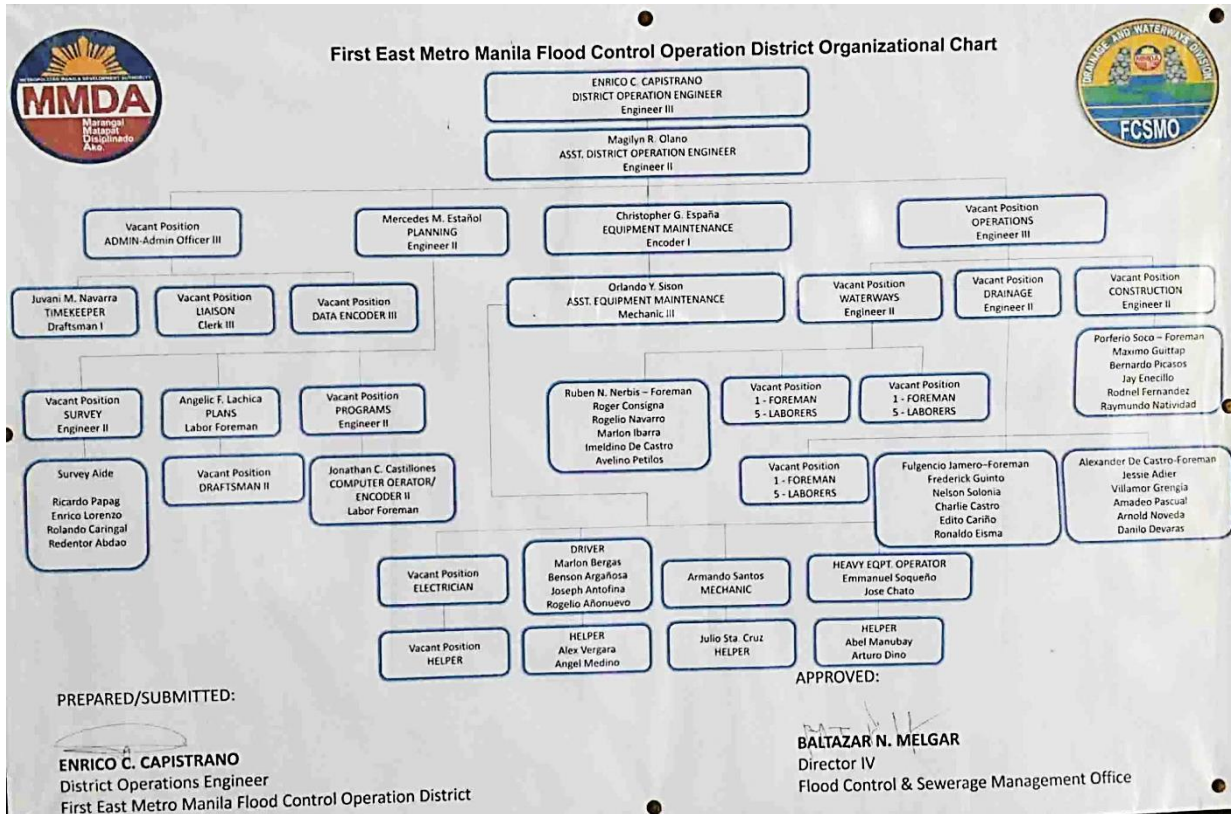 First East Metro Manila Flood Control Operation District Organizational Chart
METROPOLITAN MANILA DEVELOPMENT AUTHORITY
MMDA
Marangal
Matapat
Disiplinado
Ako.
DRAINAGE AND WATERWAYS DIVISION
MMDA
FCSMO
ENRICO C. CAPISTRANO
DISTRICT OPERATION ENGINEER
Engineer III
Magilyn R. Olano
ASST. DISTRICT OPERATION ENGINEER
Engineer II
Vacant Position
ADMIN-Admin Officer III
Mercedes M. Estañol
PLANNING
Engineer II
Christopher G. España
EQUIPMENT MAINTENANCE
Encoder I
Vacant Position
OPERATIONS
Engineer III
Juvani M. Navarra
TIMEKEEPER
Draftsman I
Vacant Position
LIAISON
Clerk III
Vacant Position
DATA ENCODER III
Orlando Y. Sison
ASST. EQUIPMENT MAINTENANCE
Mechanic III
Vacant Position
WATERWAYS
Engineer II
Vacant Position
DRAINAGE
Engineer II
Vacant Position
CONSTRUCTION
Engineer II
Porferio Soco – Foreman
Maximo Guittap
Bernardo Picasos
Jay Enecillo
Rodnel Fernandez
Raymundo Natividad
Vacant Position
SURVEY
Engineer II
Angelic F. Lachica
PLANS
Labor Foreman
Vacant Position
PROGRAMS
Engineer II
Ruben N. Nerbis – Foreman
Roger Consigna
Rogelio Navarro
Marlon Ibarra
Imeldino De Castro
Avelino Petilos
Vacant Position
1 - FOREMAN
5 - LABORERS
Vacant Position
1 - FOREMAN
5 - LABORERS
Survey Aide
Ricardo Papag
Enrico Lorenzo
Rolando Caringal
Redentor Abdao
Vacant Position
DRAFTSMAN II
Jonathan C. Castillones
COMPUTER OERATOR/
ENCODER II
Labor Foreman
Vacant Position
1 - FOREMAN
5 - LABORERS
Fulgencio Jamero–Foreman
Frederick Guinto
Nelson Solonia
Charlie Castro
Edito Cariño
Ronaldo Eisma
Alexander De Castro-Foreman
Jessie Adier
Villamor Grengia
Amadeo Pascual
Arnold Noveda
Danilo Devaras
Vacant Position
ELECTRICIAN
DRIVER
Marlon Bergas
Benson Argañosa
Joseph Antofina
Rogelio Añonuevo
Armando Santos
MECHANIC
HEAVY EQPT. OPERATOR
Emmanuel Soqueño
Jose Chato
Vacant Position
HELPER
HELPER
Alex Vergara
Angel Medino
Julio Sta. Cruz
HELPER
HELPER
Abel Manubay
Arturo Dino
PREPARED/SUBMITTED:
ENRICO C. CAPISTRANO
District Operations Engineer
First East Metro Manila Flood Control Operation District
APPROVED:
BALTAZAR N. MELGAR
Director IV
Flood Control & Sewerage Management Office